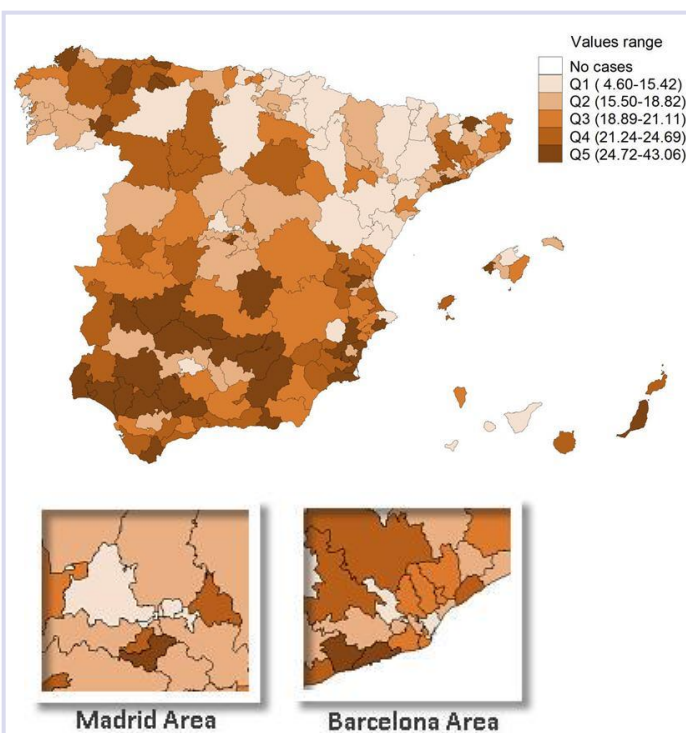 Values range
No cases
Q1 ( 4.60-15.42)
Q2 (15.50-18.82)
Q3 (18.89-21.11)
Q4 (21.24-24.69)
Q5 (24.72-43.06)
Madrid Area
Barcelona Area